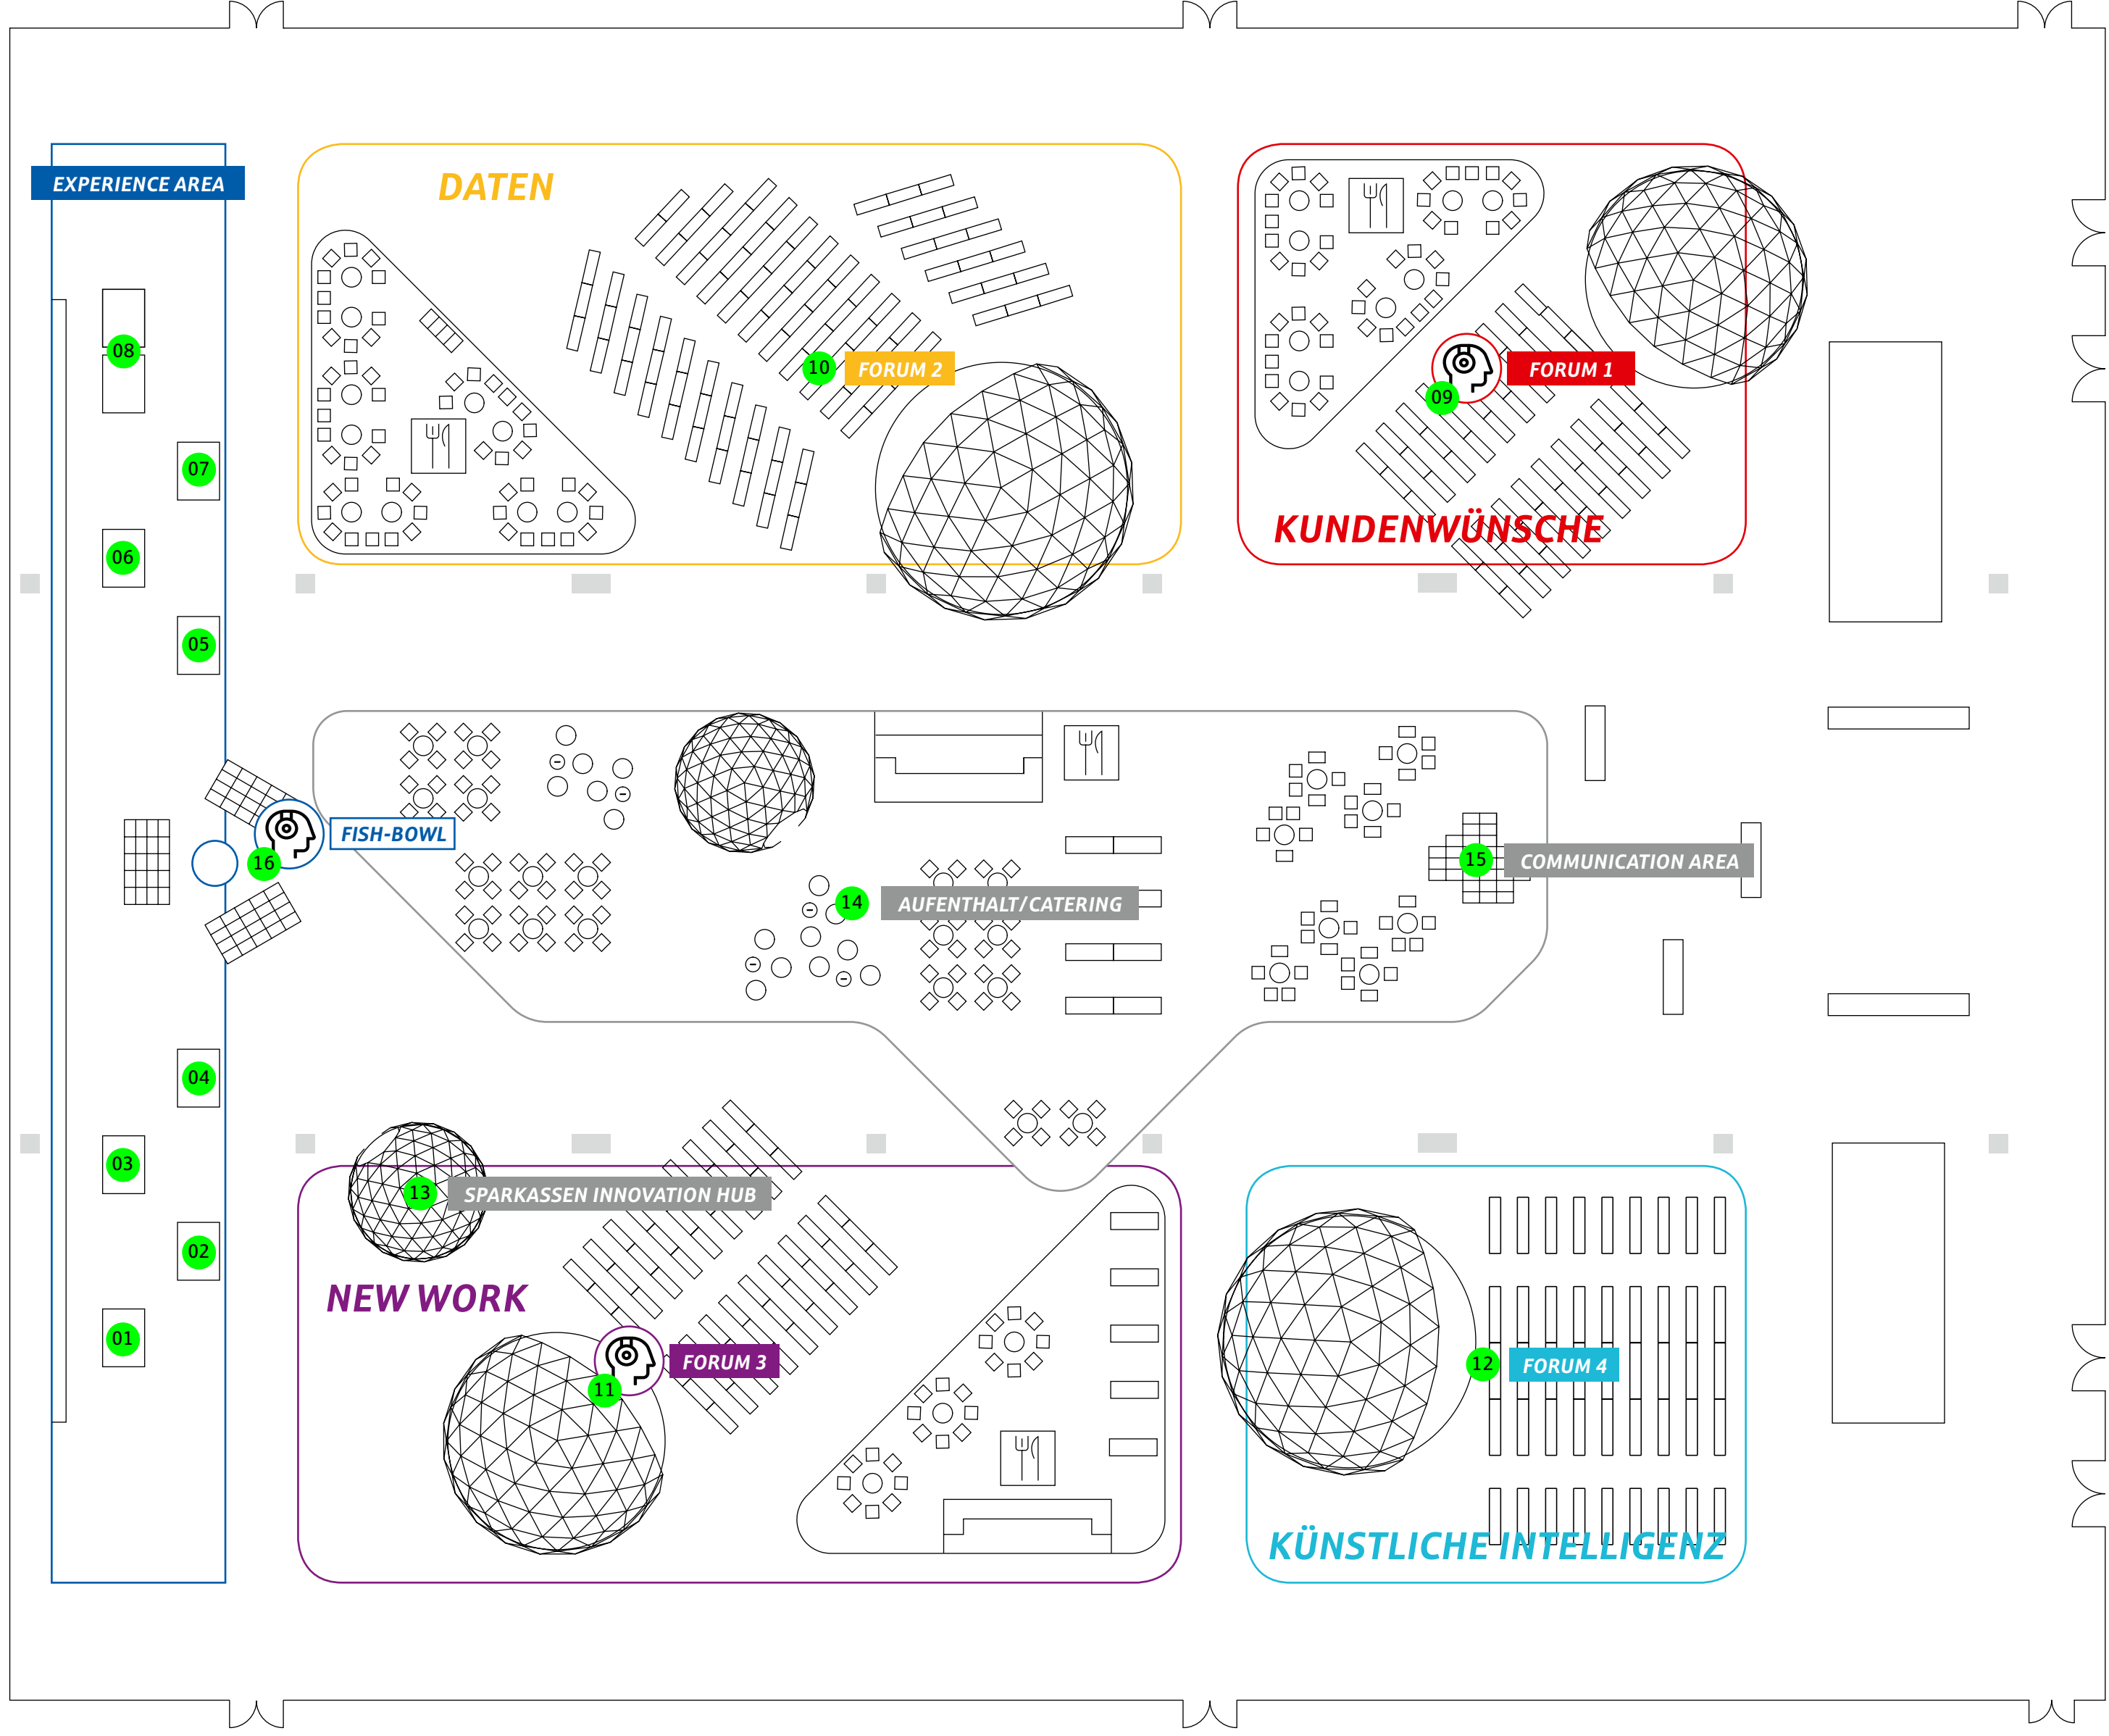 EXPERIENCE AREA
DATEN
08
10
FORUM 2
09
FORUM 1
07
KUNDENWÜNSCHE
06
05
16
FISH-BOWL
14
AUFENTHALT/CATERING
15
COMMUNICATION AREA
04
03
13
SPARKASSEN INNOVATION HUB
02
NEW WORK
01
11
FORUM 3
12
FORUM 4
KÜNSTLICHE INTELLIGENZ